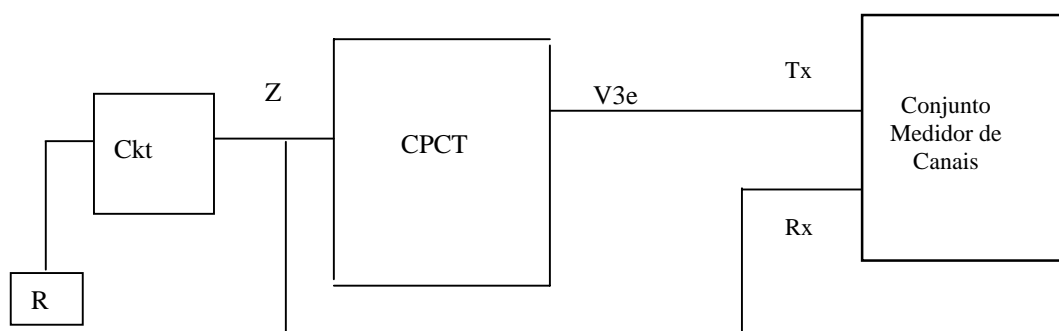 Z
Ckt
R
CPCT
V3e
Tx
Rx
Conjunto
Medidor de
Canais